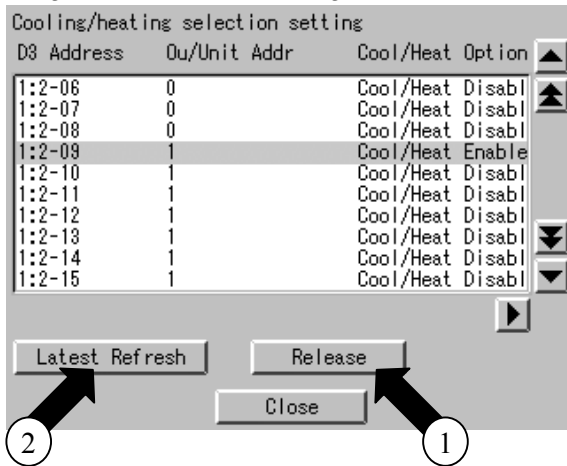 Cooling/heating selection setting
D3 Address Ou/Unit Addr Cool/Heat Option
1:2-06 0 Cool/Heat Disabl
1:2-07 0 Cool/Heat Disabl
1:2-08 0 Cool/Heat Disabl
1:2-09 1 Cool/Heat Enable
1:2-10 1 Cool/Heat Disabl
1:2-11 1 Cool/Heat Disabl
1:2-12 1 Cool/Heat Disabl
1:2-13 1 Cool/Heat Disabl
1:2-14 1 Cool/Heat Disabl
1:2-15 1 Cool/Heat Disabl
Latest Refresh Release
Close
2 1